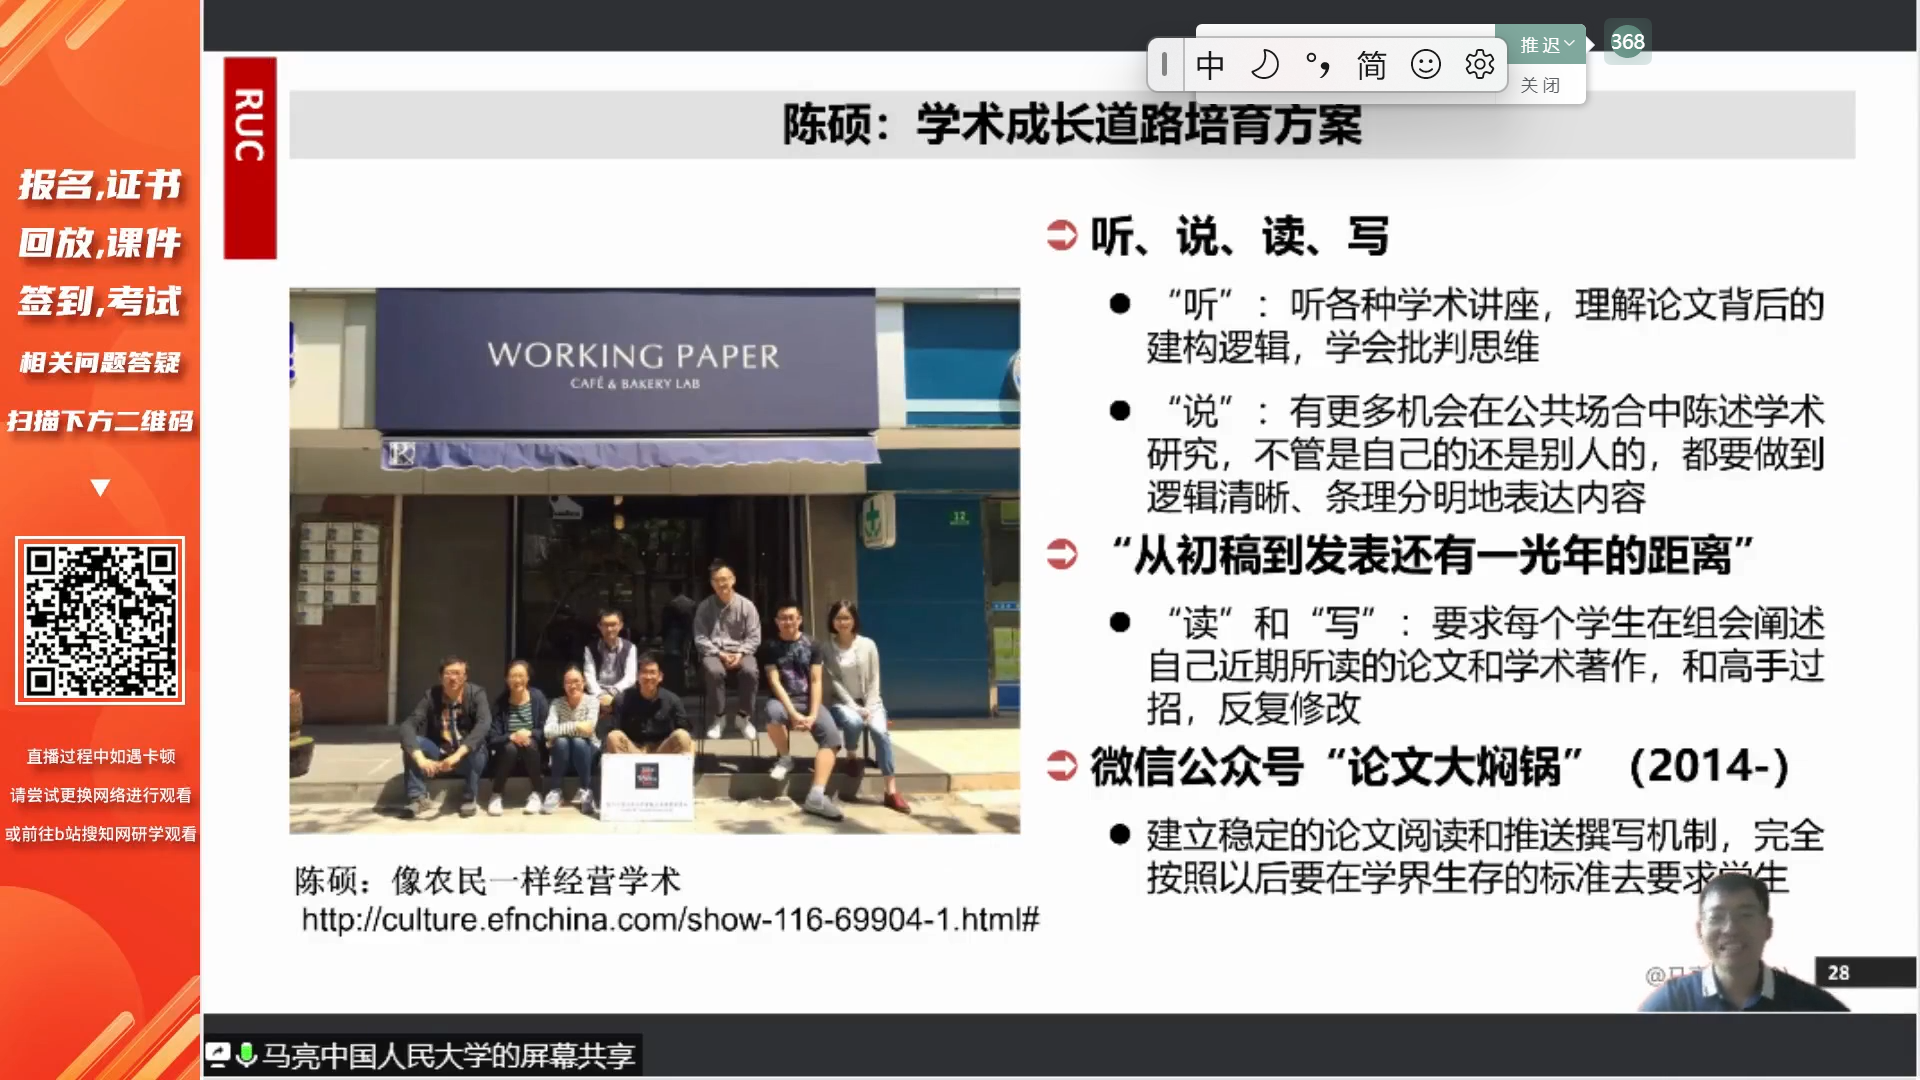 报名,证书
回放,课件
签到,考试
相关问题答疑
扫描下方二维码
直播过程中如遇卡顿
请尝试更换网络进行观看
或前往b站搜知网研学观看
中 简
推迟
关闭
368
RUC
陈硕：学术成长道路培育方案
WORKING PAPER
CAFÉ & BAKERY LAB
12
陈硕：像农民一样经营学术
http://culture.efnchina.com/show-116-69904-1.html#
听、说、读、写
“听”：听各种学术讲座，理解论文背后的
建构逻辑，学会批判思维
“说”：有更多机会在公共场合中陈述学术
研究，不管是自己的还是别人的，都要做到
逻辑清晰、条理分明地表达内容
“从初稿到发表还有一光年的距离”
“读”和“写”：要求每个学生在组会阐述
自己近期所读的论文和学术著作，和高手过
招，反复修改
微信公众号“论文大焖锅”（2014-）
建立稳定的论文阅读和推送撰写机制，完全
按照以后要在学界生存的标准去要求学生
28
马亮中国人民大学的屏幕共享